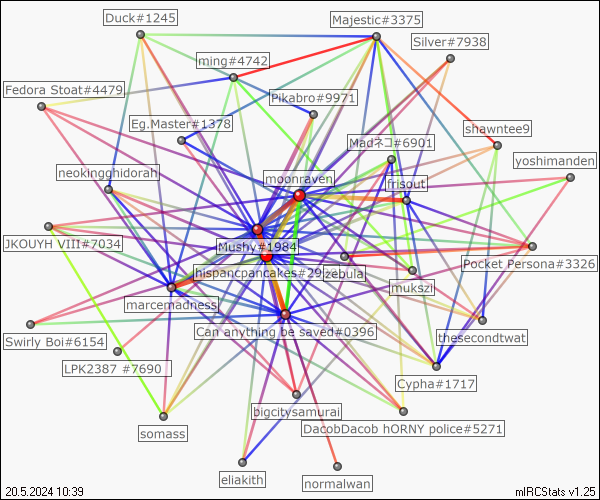 Duck#1245
Majestic#3375
Silver#7938
ming#4742
Fedora Stoat#4479
Pikabro#9971
Eg.Master#1378
shawntee9
Madネコ#6901
yoshimanden
neokingghidorah
moonraven
frisout
JKOUYH VIII#7034
Mushy#1984
Pocket Persona#3326
hispancpancakes#29
zebula
mukszi
marcemadness
Can anything be saved#0396
thesecondtwat
Swirly Boi#6154
LPK2387 #7690
Cypha#1717
bigcitysamurai
DacobDacob hORNY police#5271
somass
eliakith
normalwan
20.5.2024 10:39
mIRCStats v1.25